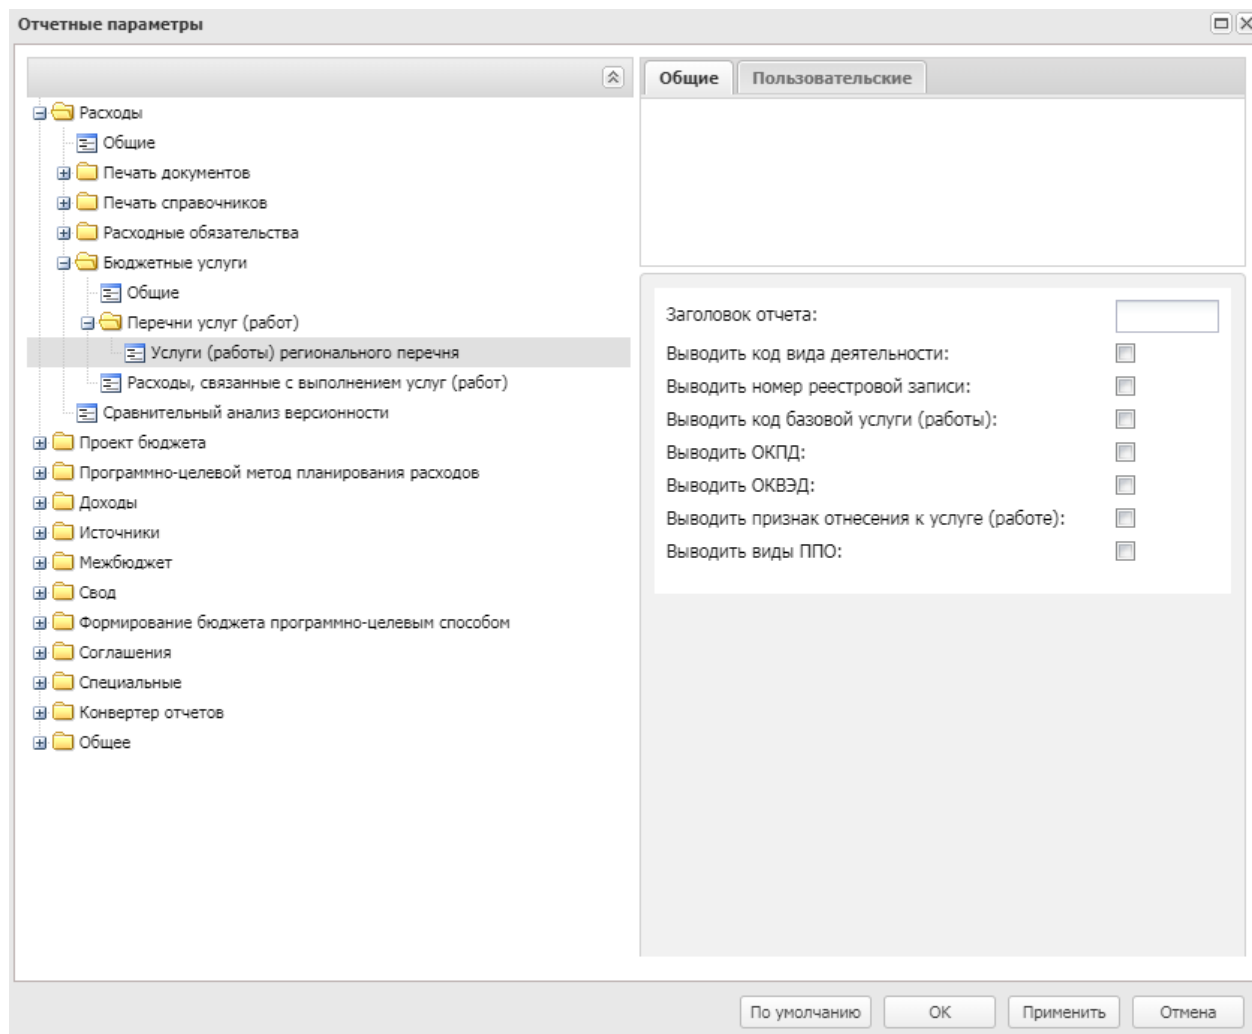 Отчетные параметры
Расходы
Общие
Печать документов
Печать справочников
Расходные обязательства
Бюджетные услуги
Общие
Перечни услуг (работ)
Услуги (работы) регионального перечня
Расходы, связанные с выполнением услуг (работ)
Сравнительный анализ версионности
Проект бюджета
Программно-целевой метод планирования расходов
Доходы
Источники
Межбюджет
Свод
Формирование бюджета программно-целевым способом
Соглашения
Специальные
Конвертер отчетов
Общее
Общие
Пользовательские
Заголовок отчета:
Выводить код вида деятельности:
Выводить номер реестровой записи:
Выводить код базовой услуги (работы):
Выводить ОКПД:
Выводить ОКВЭД:
Выводить признак отнесения к услуге (работе):
Выводить виды ППО:
По умолчанию
ОК
Применить
Отмена